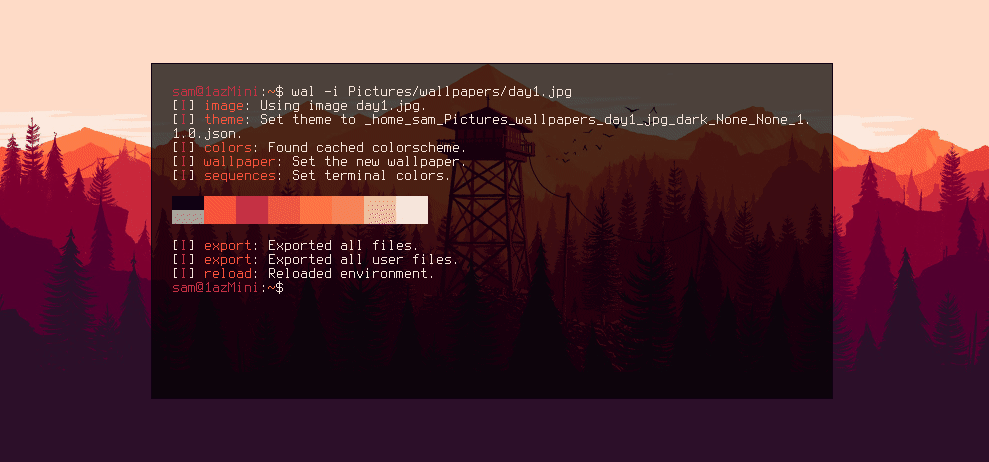 sam@1azMini:~$ wal -i Pictures/wallpapers/day1.jpg
[I] image: Using image day1.jpg.
[I] theme: Set theme to _home_sam_Pictures_wallpapers_day1_jpg_dark_None_None_1.
1.0.json.
[I] colors: Found cached colorscheme.
[I] wallpaper: Set the new wallpaper.
[I] sequences: Set terminal colors.
[I] export: Exported all files.
[I] export: Exported all user files.
[I] reload: Reloaded environment.
sam@1azMini:~$